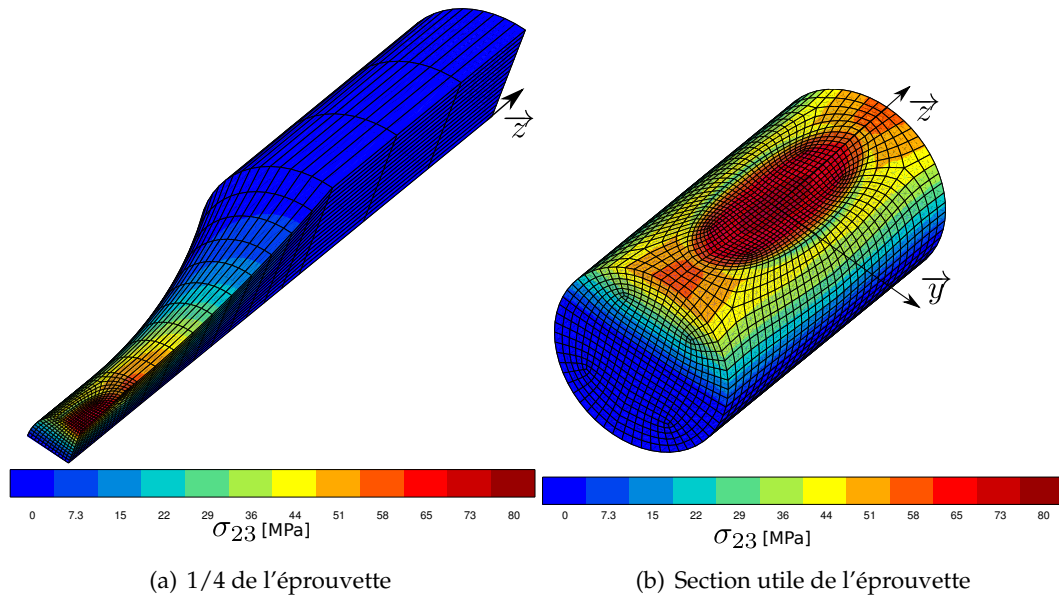 z
z
y
0 7.3 15 22 29 36 44 51 58 65 73 80
σ23 [MPa]
0 7.3 15 22 29 36 44 51 58 65 73 80
σ23 [MPa]
(a) 1/4 de l'éprouvette
(b) Section utile de l'éprouvette